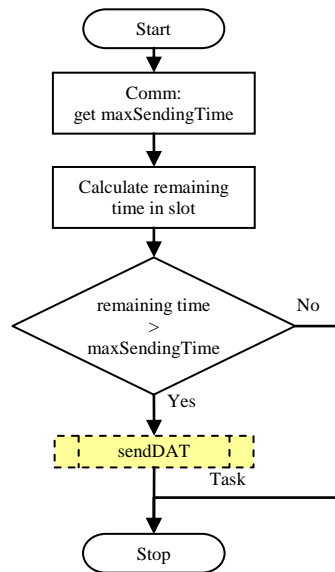 Start
Comm:
get maxSendingTime
Calculate remaining
time in slot
remaining time
>
maxSendingTime
No
Yes
sendDAT
Task
Stop